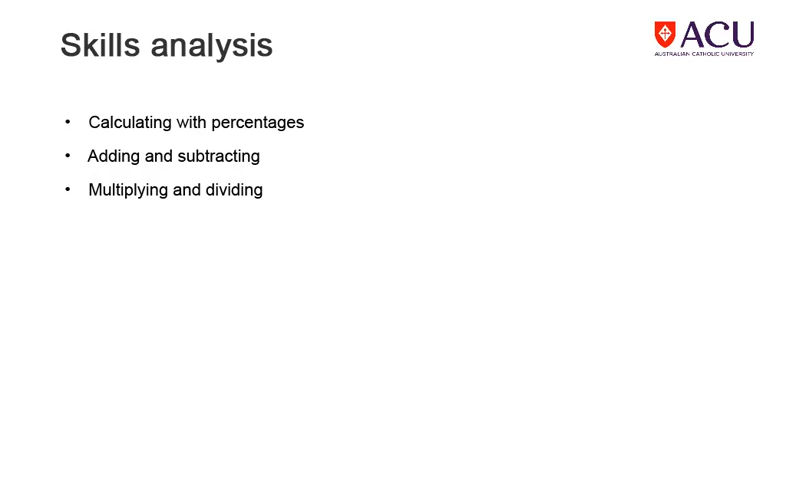 Skills analysis
ACU
AUSTRALIAN CATHOLIC UNIVERSITY
• Calculating with percentages
• Adding and subtracting
• Multiplying and dividing